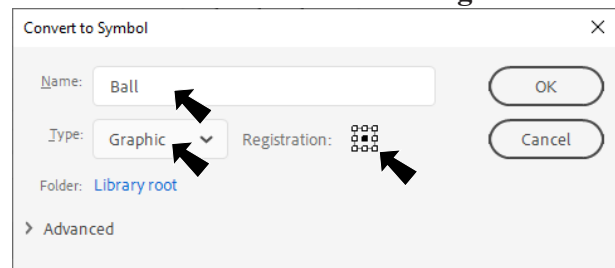 Convert to Symbol
Name: Ball OK
Type: Graphic Registration: Cancel
Folder: Library root
Advanced